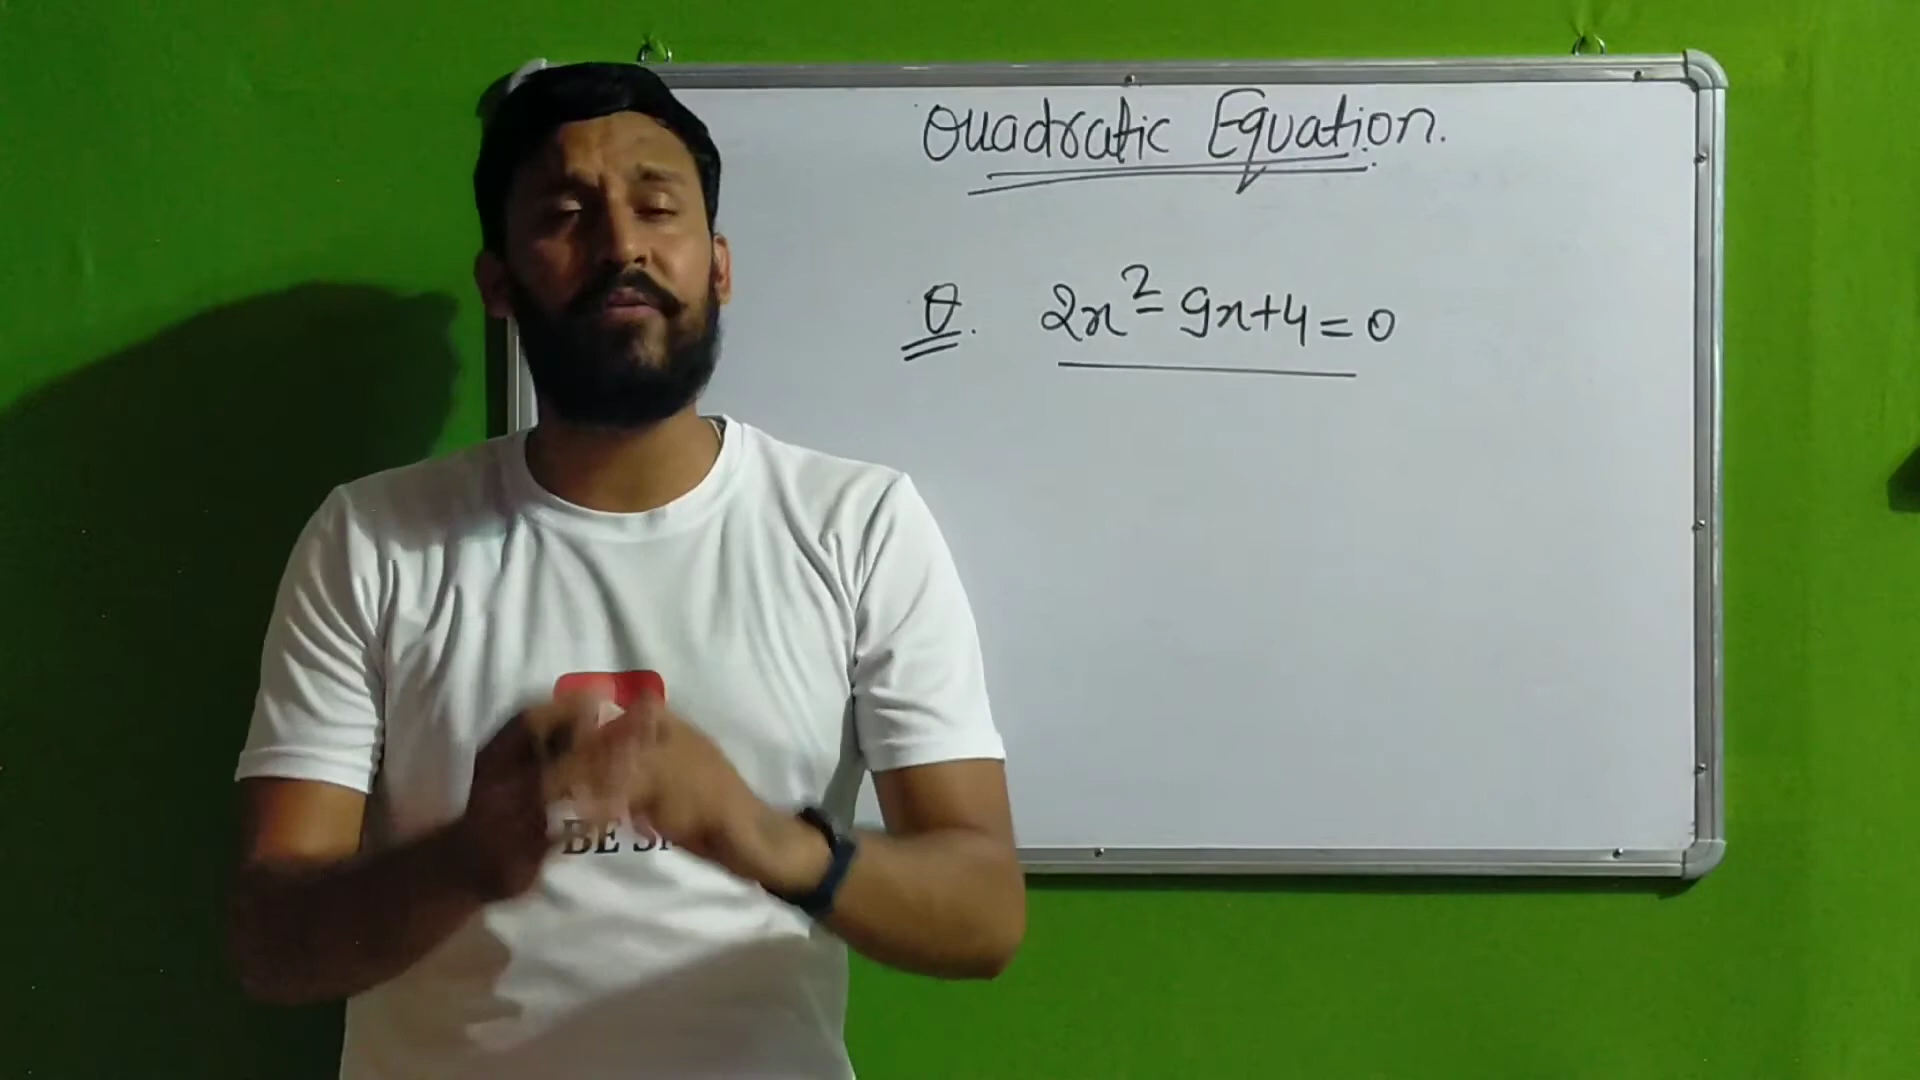 Quadratic Equation.
Q. 2x²- 9x+4=0
BE